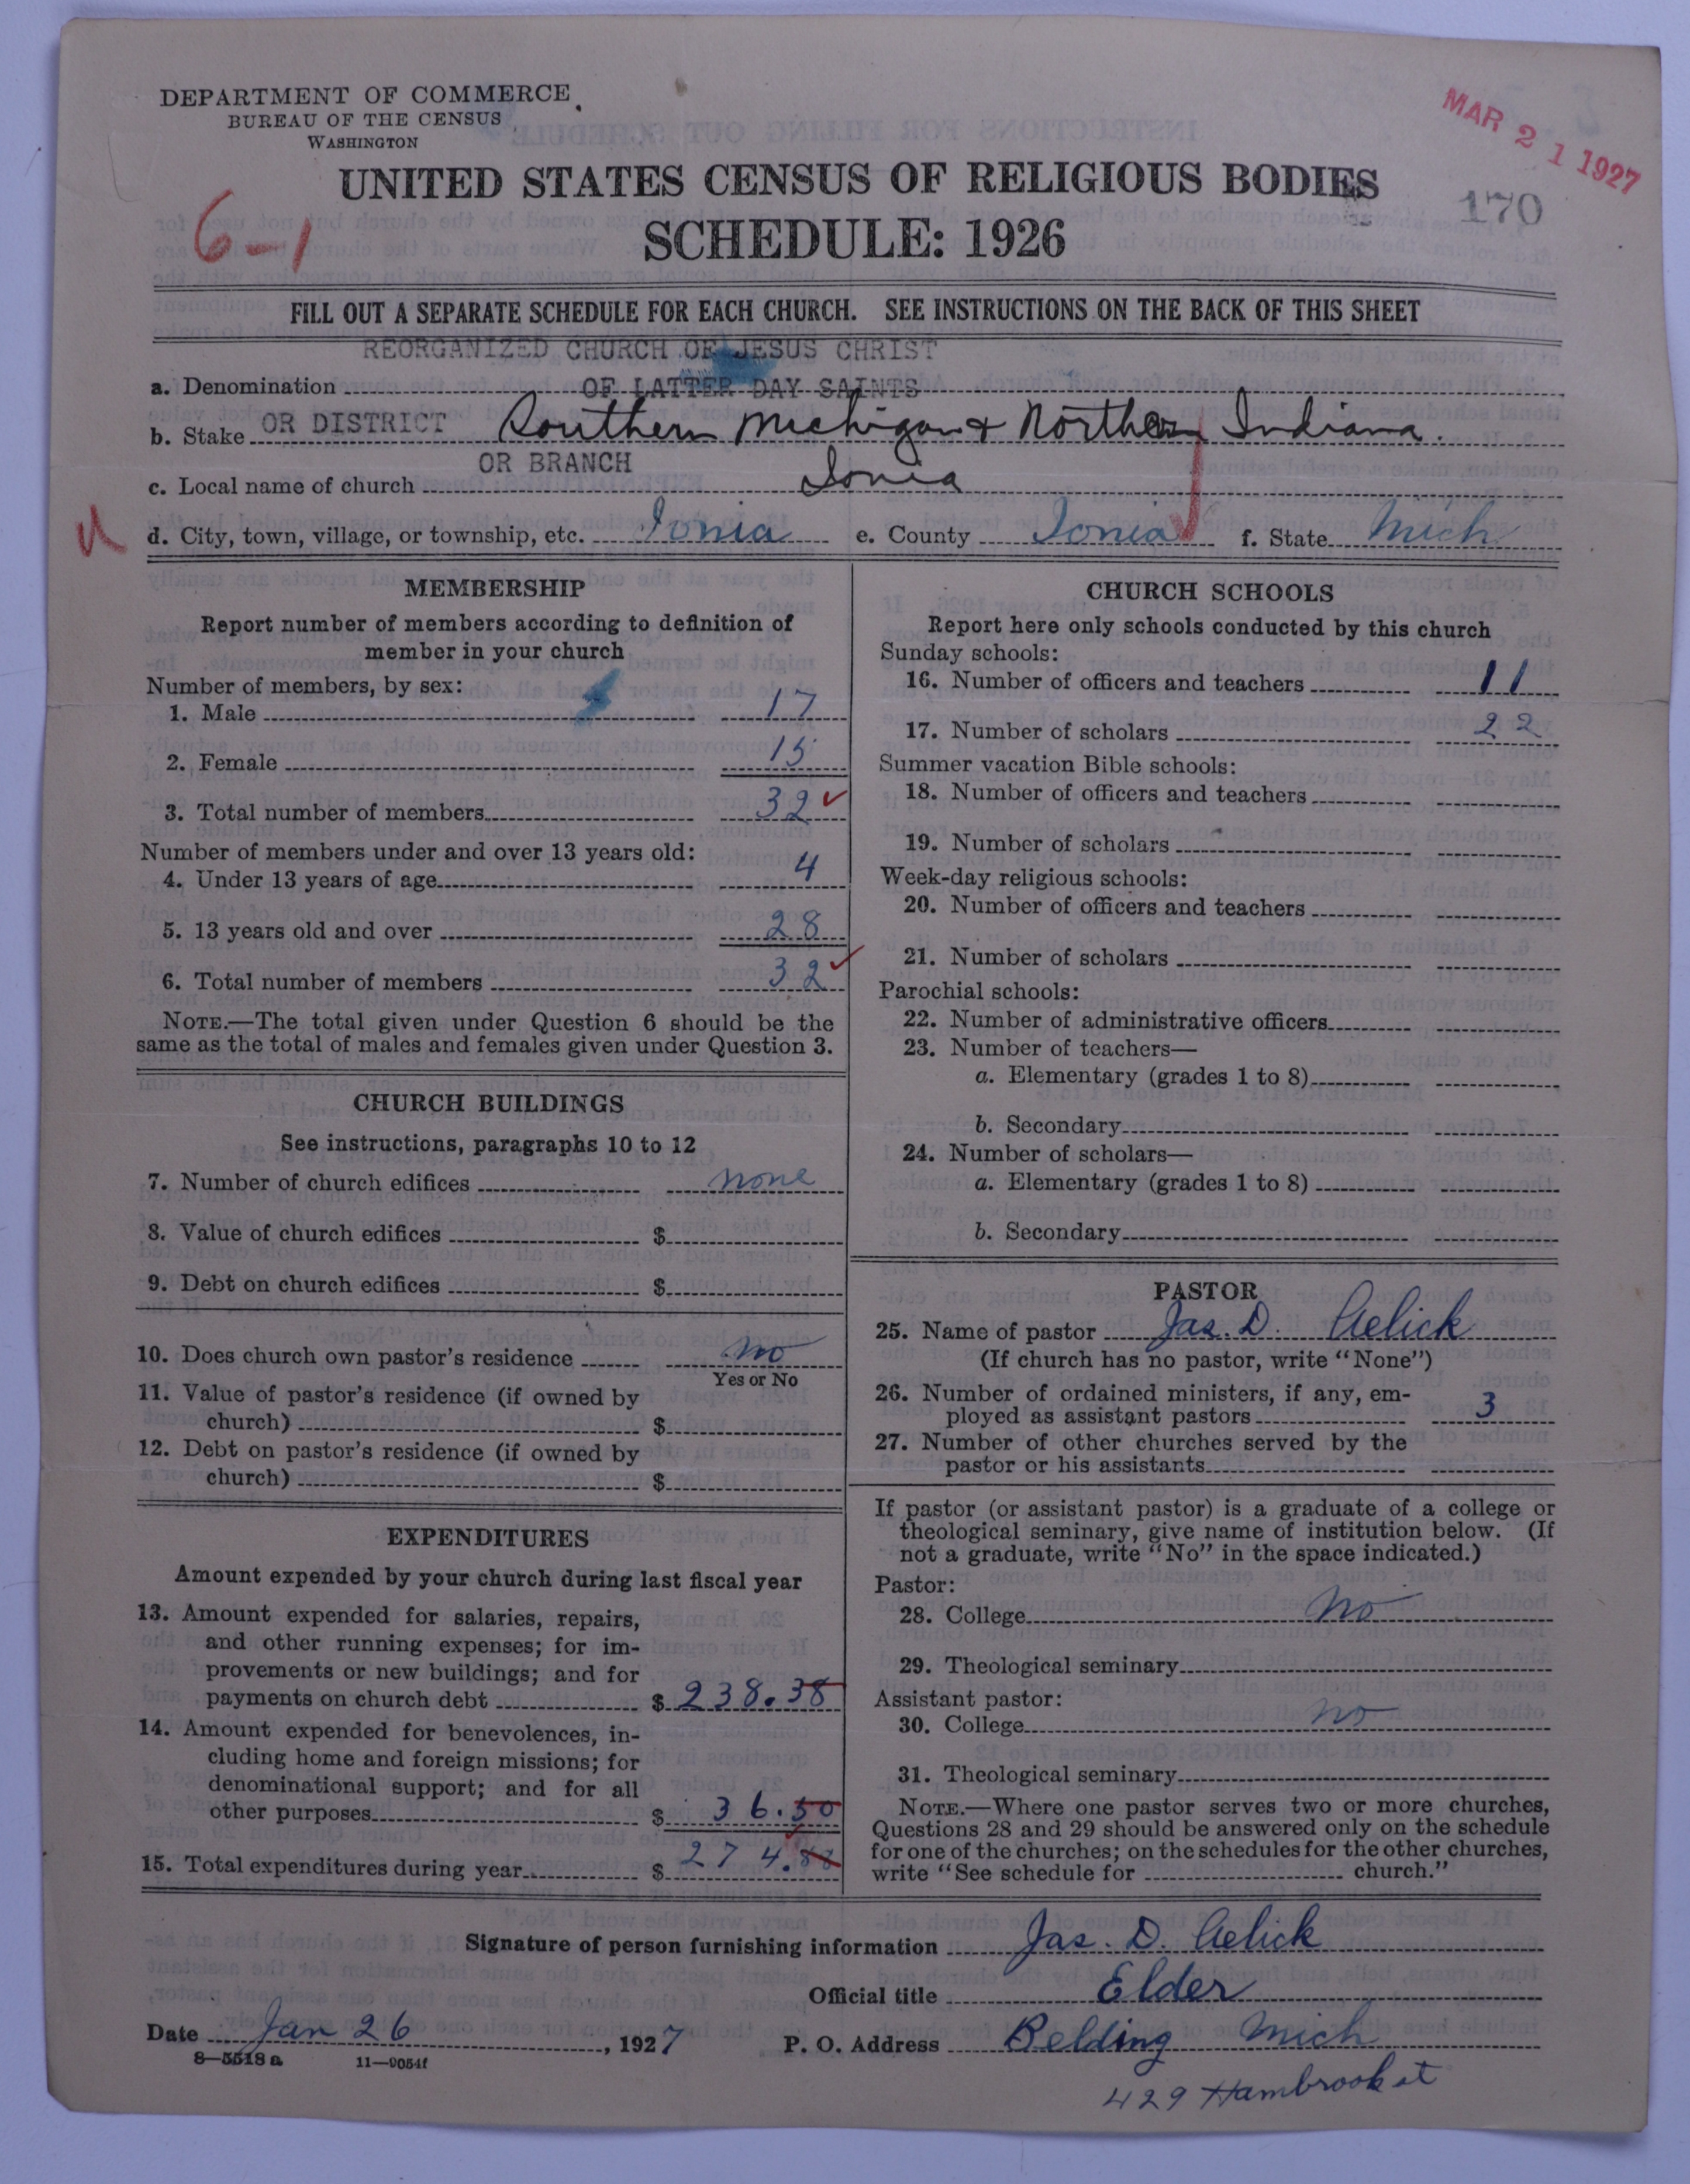 DEPARTMENT OF COMMERCE
BUREAU OF THE CENSUS
WASHINGTON
MAR 21 1927
UNITED STATES CENSUS OF RELIGIOUS BODIES
170
6-1
SCHEDULE: 1926
FILL OUT A SEPARATE SCHEDULE FOR EACH CHURCH. SEE INSTRUCTIONS ON THE BACK OF THIS SHEET
REORGANIZED CHURCH OF JESUS CHRIST
a. Denomination OF LATTER DAY SAINTS
b. Stake OR DISTRICT Southern Michigan & Northern Indiana.
OR BRANCH
c. Local name of church Ionia
d. City, town, village, or township, etc. Ionia e. County Ionia f. State Mich
MEMBERSHIP
Report number of members according to definition of
member in your church
Number of members, by sex:
1. Male 17
2. Female 15
3. Total number of members 32
Number of members under and over 13 years old:
4. Under 13 years of age 4
5. 13 years old and over 28
6. Total number of members 32
NOTE.—The total given under Question 6 should be the
same as the total of males and females given under Question 3.
CHURCH BUILDINGS
See instructions, paragraphs 10 to 12
7. Number of church edifices none
8. Value of church edifices $
9. Debt on church edifices $
10. Does church own pastor's residence no
Yes or No
11. Value of pastor's residence (if owned by
church) $
12. Debt on pastor's residence (if owned by
church) $
EXPENDITURES
Amount expended by your church during last fiscal year
13. Amount expended for salaries, repairs,
and other running expenses; for im-
provements or new buildings; and for
payments on church debt $ 238.38
14. Amount expended for benevolences, in-
cluding home and foreign missions; for
denominational support; and for all
other purposes $ 36.50
15. Total expenditures during year $ 274.88
CHURCH SCHOOLS
Report here only schools conducted by this church
Sunday schools:
16. Number of officers and teachers 11
17. Number of scholars 22
Summer vacation Bible schools:
18. Number of officers and teachers
19. Number of scholars
Week-day religious schools:
20. Number of officers and teachers
21. Number of scholars
Parochial schools:
22. Number of administrative officers
23. Number of teachers—
a. Elementary (grades 1 to 8)
b. Secondary
24. Number of scholars—
a. Elementary (grades 1 to 8)
b. Secondary
PASTOR
25. Name of pastor Jas. D. Gelick
(If church has no pastor, write "None")
26. Number of ordained ministers, if any, em-
ployed as assistant pastors 3
27. Number of other churches served by the
pastor or his assistants
If pastor (or assistant pastor) is a graduate of a college or
theological seminary, give name of institution below. (If
not a graduate, write "No" in the space indicated.)
Pastor:
28. College No
29. Theological seminary
Assistant pastor:
30. College No
31. Theological seminary
NOTE.—Where one pastor serves two or more churches,
Questions 28 and 29 should be answered only on the schedule
for one of the churches; on the schedules for the other churches,
write "See schedule for church."
Signature of person furnishing information Jas. D. Gelick
Official title Elder
Date Jan 26, 1927 P. O. Address Belding Mich
8—5518a 11—9054f
429 Hambrook st